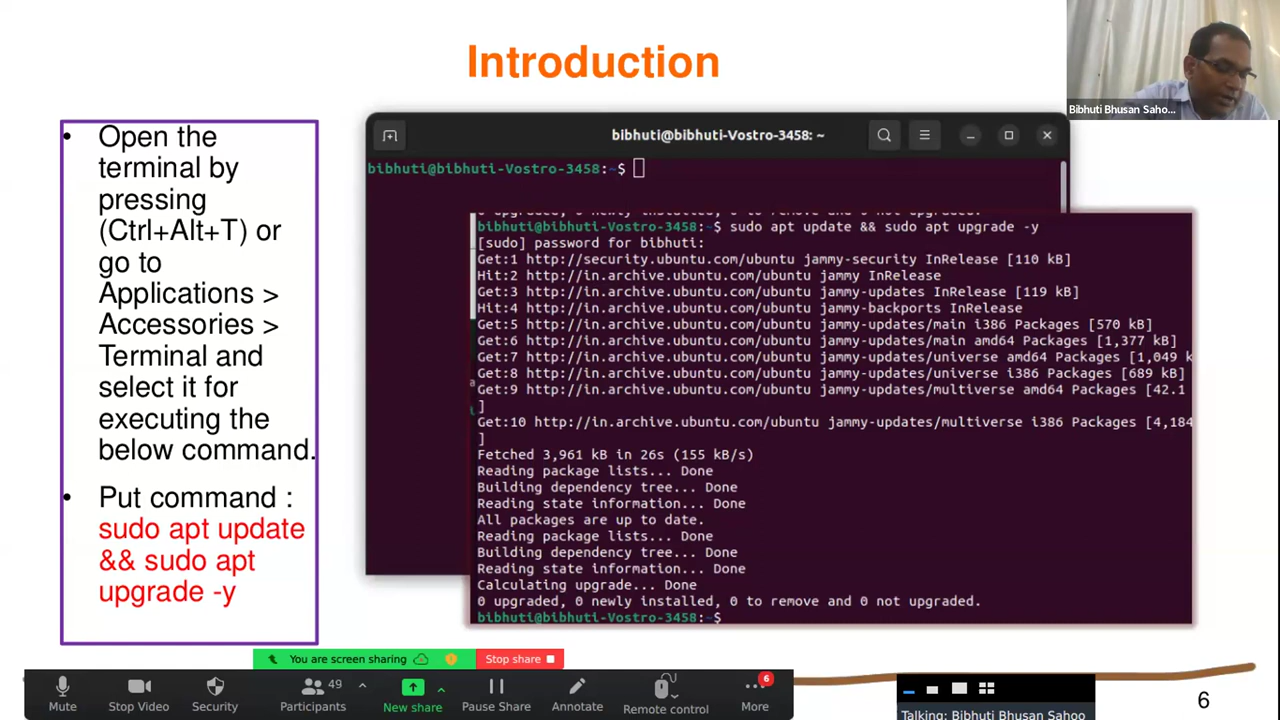 Introduction
Bibhuti Bhusan Saho...
• Open the
terminal by
pressing
(Ctrl+Alt+T) or
go to
Applications >
Accessories >
Terminal and
select it for
executing the
below command.
• Put command :
sudo apt update
&& sudo apt
upgrade -y
bibhuti@bibhuti-Vostro-3458: ~
bibhuti@bibhuti-Vostro-3458:~$
0 upgraded, 0 newly installed, 0 to remove and 0 not upgraded.
bibhuti@bibhuti-Vostro-3458:~$ sudo apt update && sudo apt upgrade -y
[sudo] password for bibhuti:
Get:1 http://security.ubuntu.com/ubuntu jammy-security InRelease [110 kB]
Hit:2 http://in.archive.ubuntu.com/ubuntu jammy InRelease
Get:3 http://in.archive.ubuntu.com/ubuntu jammy-updates InRelease [119 kB]
Hit:4 http://in.archive.ubuntu.com/ubuntu jammy-backports InRelease
Get:5 http://in.archive.ubuntu.com/ubuntu jammy-updates/main i386 Packages [570 kB]
Get:6 http://in.archive.ubuntu.com/ubuntu jammy-updates/main amd64 Packages [1,377 kB]
Get:7 http://in.archive.ubuntu.com/ubuntu jammy-updates/universe amd64 Packages [1,049 k
Get:8 http://in.archive.ubuntu.com/ubuntu jammy-updates/universe i386 Packages [689 kB]
Get:9 http://in.archive.ubuntu.com/ubuntu jammy-updates/multiverse amd64 Packages [42.1
]
Get:10 http://in.archive.ubuntu.com/ubuntu jammy-updates/multiverse i386 Packages [4,184
]
Fetched 3,961 kB in 26s (155 kB/s)
Reading package lists... Done
Building dependency tree... Done
Reading state information... Done
All packages are up to date.
Reading package lists... Done
Building dependency tree... Done
Reading state information... Done
Calculating upgrade... Done
0 upgraded, 0 newly installed, 0 to remove and 0 not upgraded.
bibhuti@bibhuti-Vostro-3458:~$
You are screen sharing
Stop share
49
6
Mute
Stop Video
Security
Participants
New share
Pause Share
Annotate
Remote control
More
Talking: Bibhuti Bhusan Sahoo
6